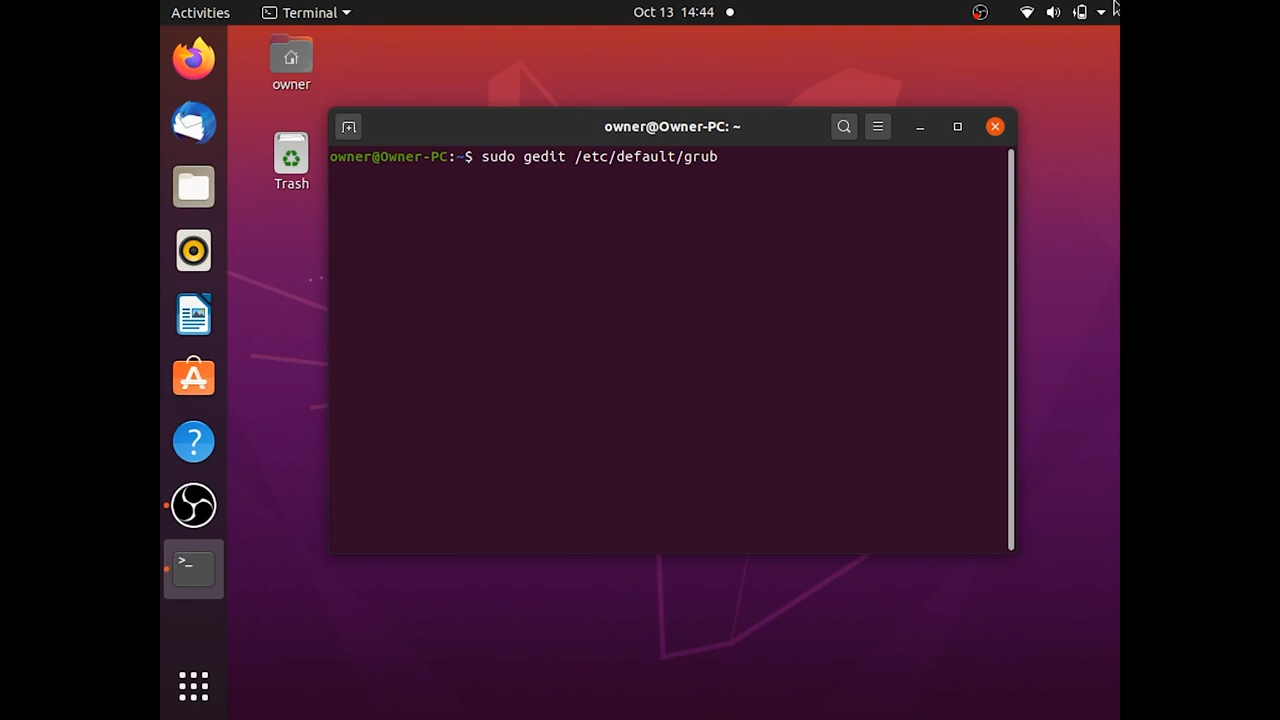 Activities
Terminal
Oct 13 14:44
owner
Trash
owner@Owner-PC: ~
owner@Owner-PC:~$ sudo gedit /etc/default/grub